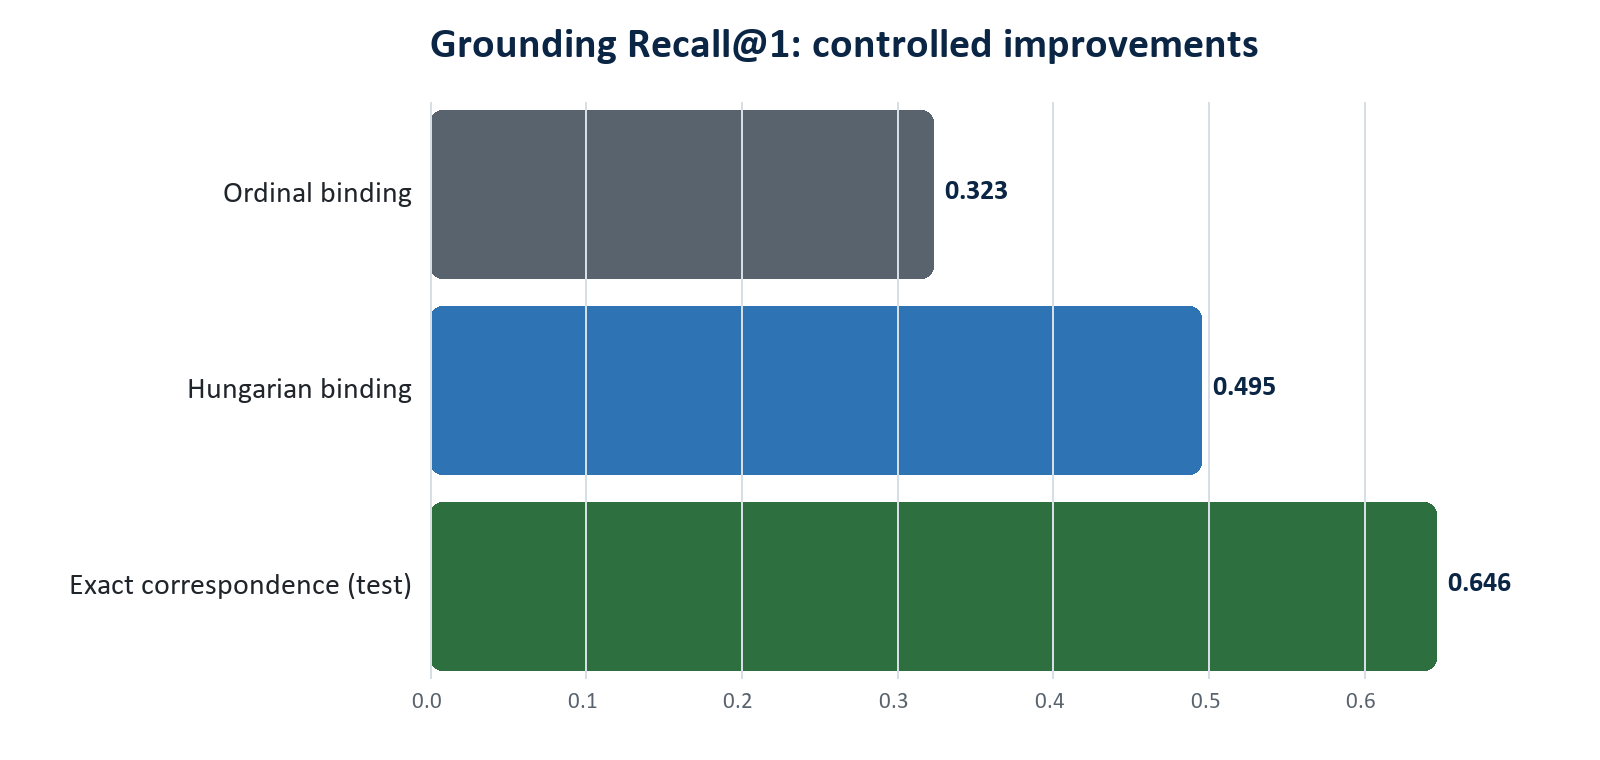 Grounding Recall@1: controlled improvements
Ordinal binding
0.323
Hungarian binding
0.495
Exact correspondence (test)
0.646
0.0 0.1 0.2 0.3 0.4 0.5 0.6